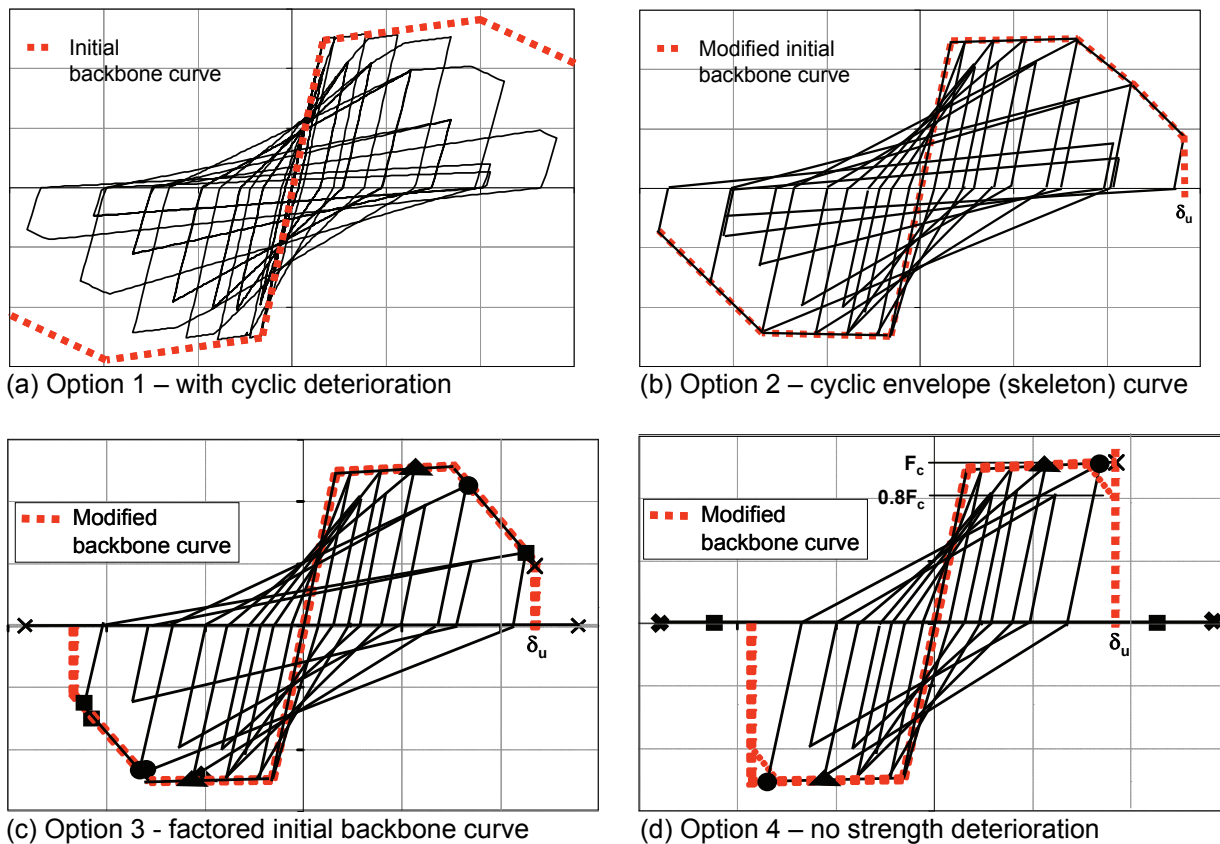 Initial
backbone curve
(a) Option 1 – with cyclic deterioration
Modified initial
backbone curve
δu
(b) Option 2 – cyclic envelope (skeleton) curve
Modified
backbone curve
δu
(c) Option 3 - factored initial backbone curve
Fc
0.8Fc
Modified
backbone curve
δu
(d) Option 4 – no strength deterioration